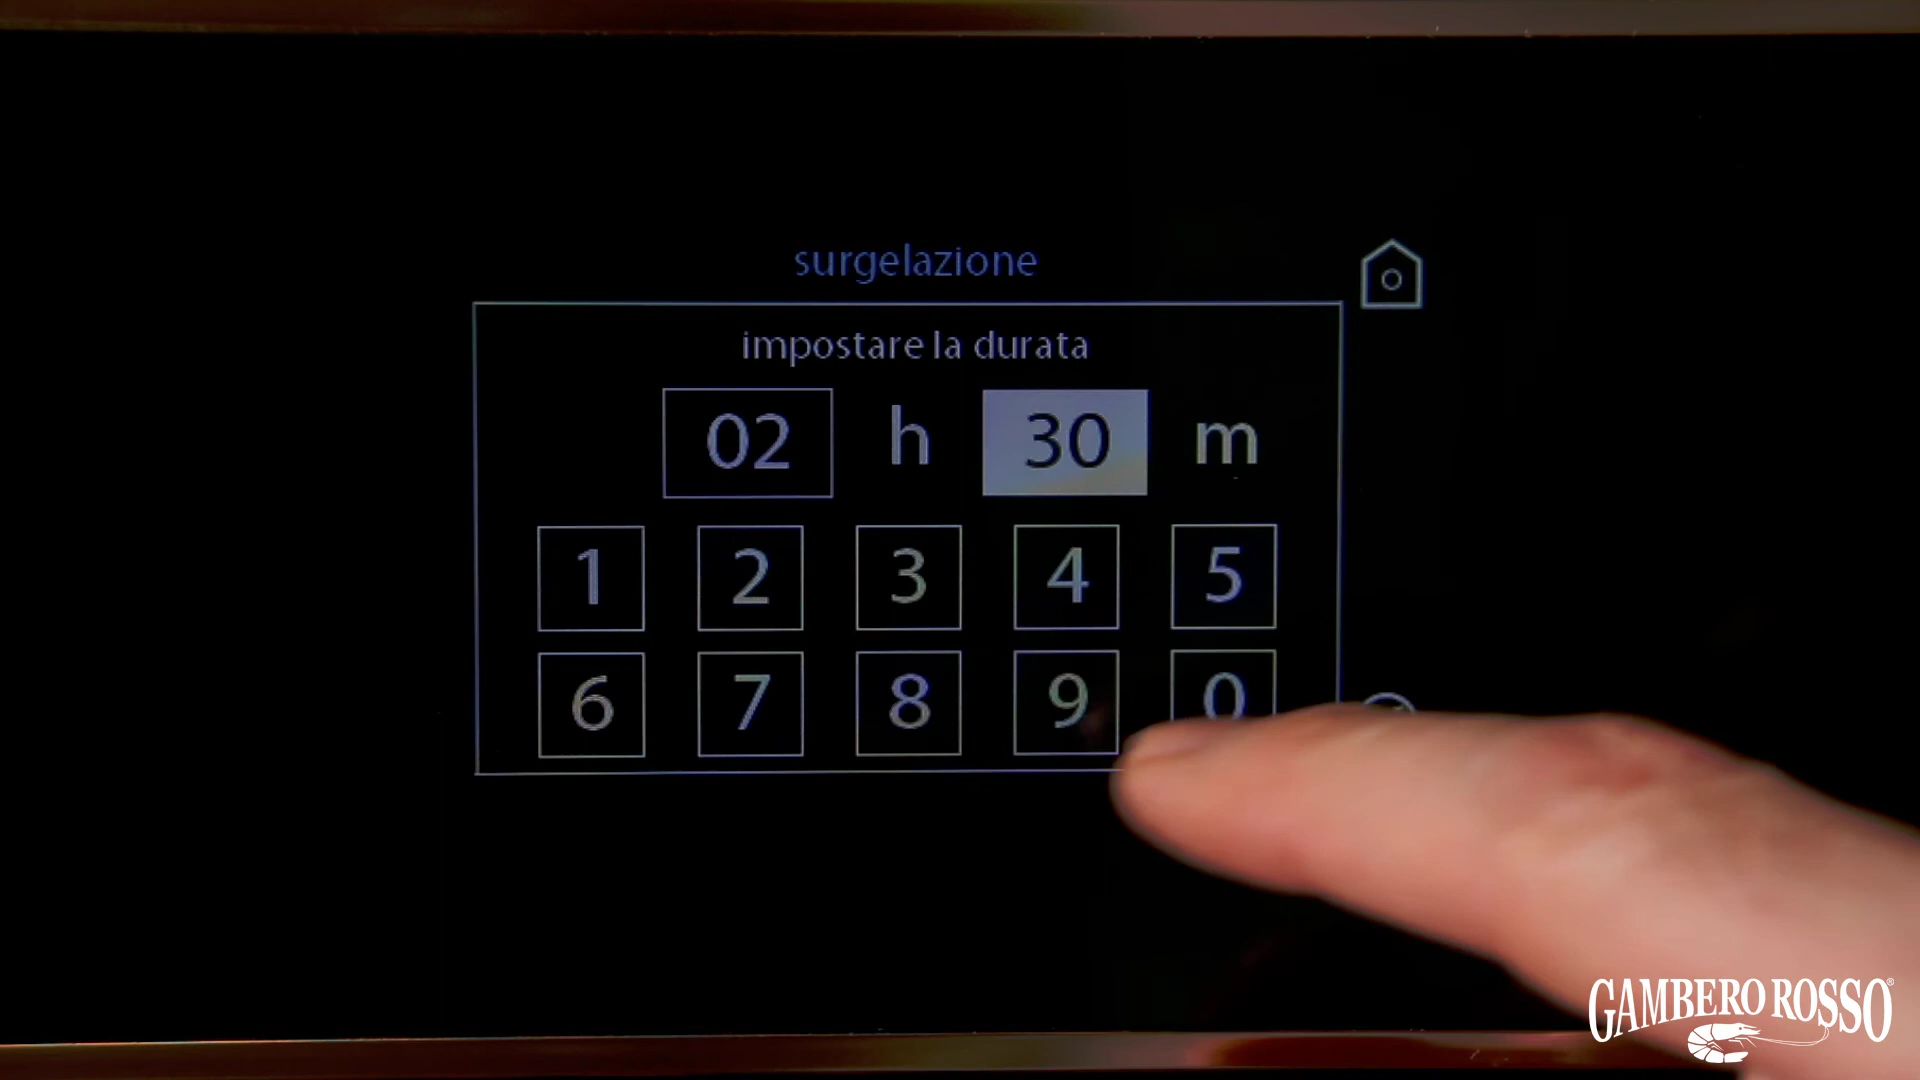 surgelazione
impostare la durata
02 h 30 m
1 2 3 4 5
6 7 8 9 0
GAMBERO ROSSO®